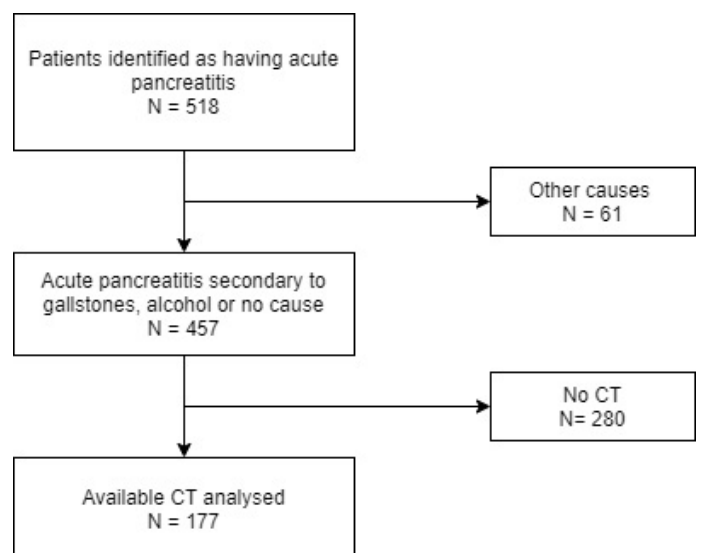 Patients identified as having acute
pancreatitis
N = 518
Other causes
N = 61
Acute pancreatitis secondary to
gallstones, alcohol or no cause
N = 457
No CT
N= 280
Available CT analysed
N = 177